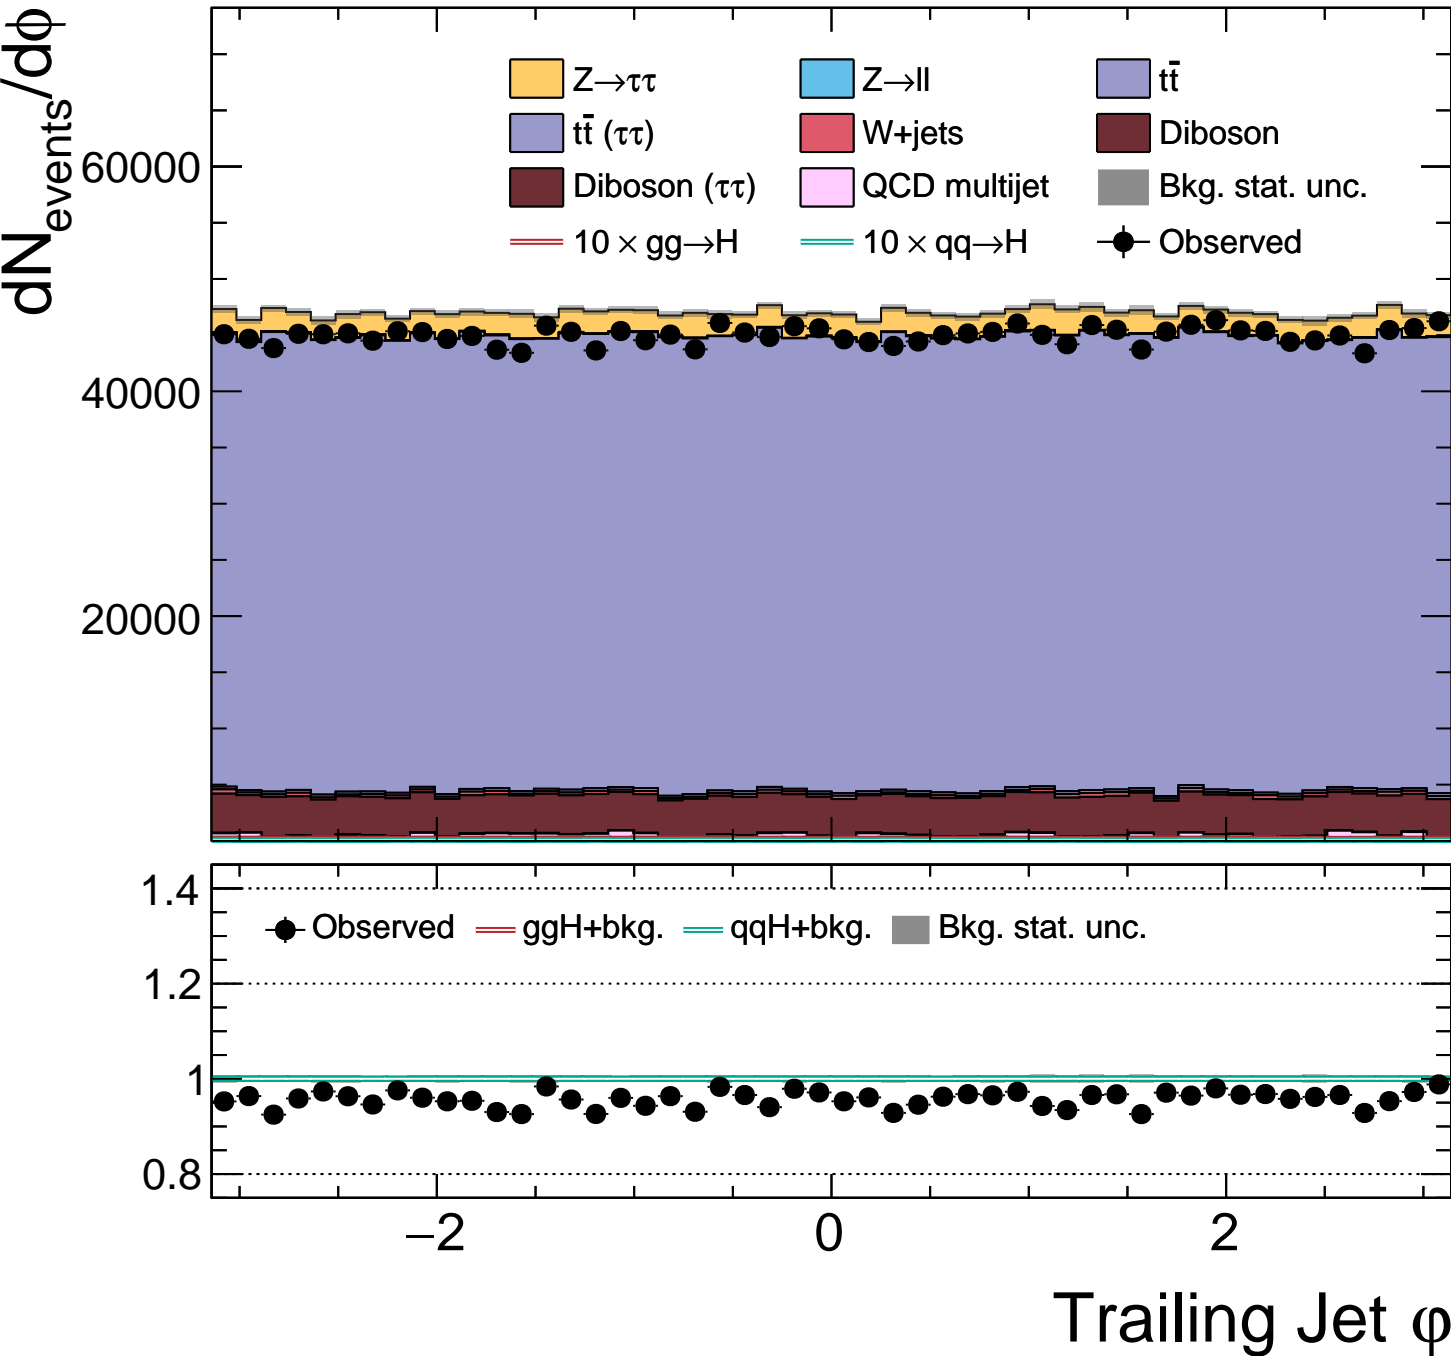 dN_events/dϕ
Z→ττ Z→ll tt̄
tt̄ (ττ) W+jets Diboson
Diboson (ττ) QCD multijet Bkg. stat. unc.
10 × gg→H 10 × qq→H Observed
60000
40000
20000
1.4
Observed ggH+bkg. qqH+bkg. Bkg. stat. unc.
1.2
1
0.8
−2 0 2
Trailing Jet φ